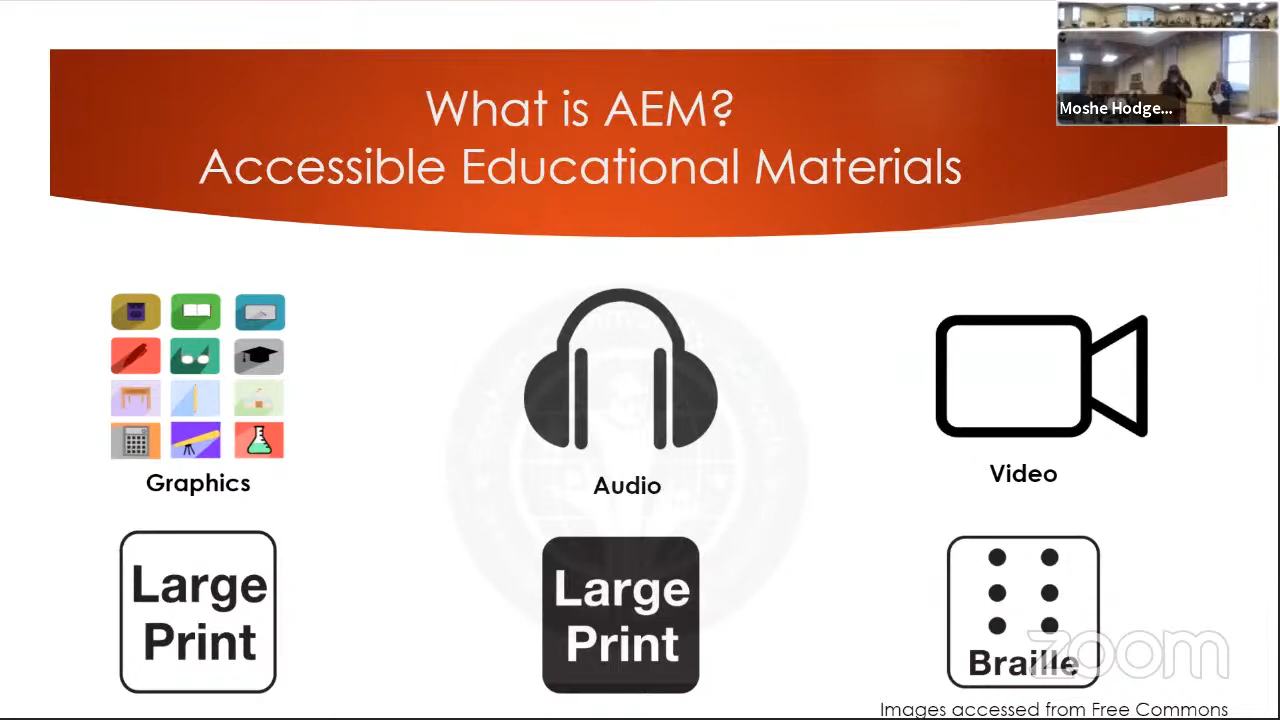 What is AEM?
Accessible Educational Materials
Moshe Hodge...
Graphics
Audio
Video
Large
Print
Large
Print
Braille
zoom
Images accessed from Free Commons